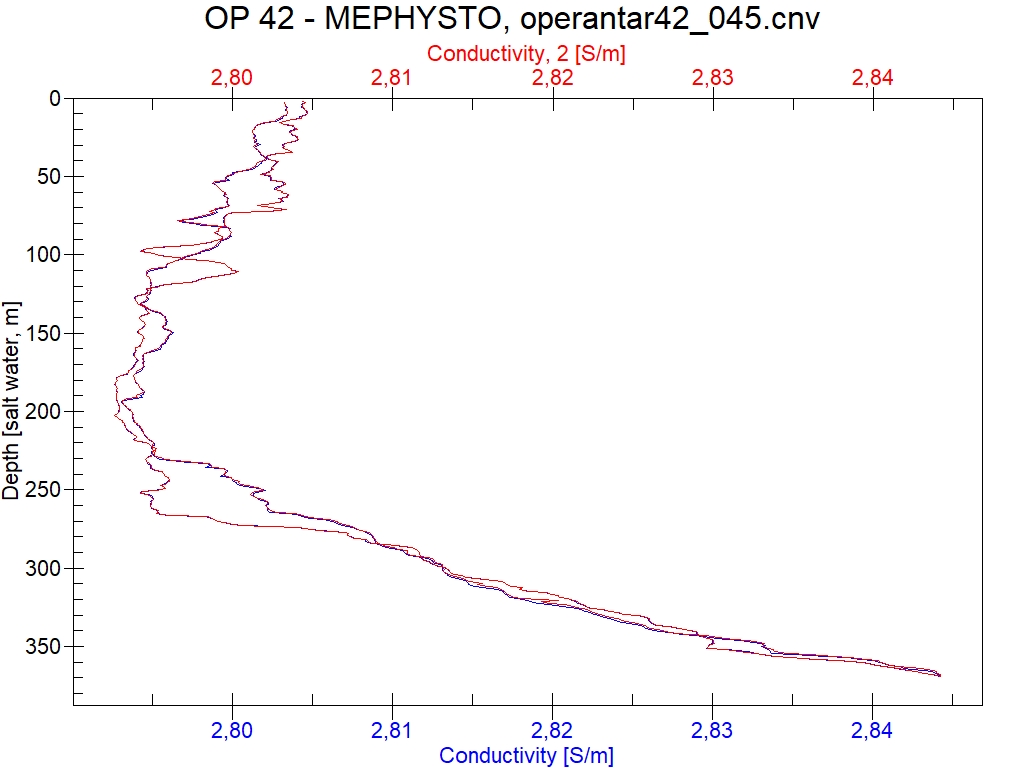 OP 42 - MEPHYSTO, operantar42_045.cnv
Conductivity, 2 [S/m]
2,80 2,81 2,82 2,83 2,84
0
50
100
150
200
250
300
350
Depth [salt water, m]
2,80 2,81 2,82 2,83 2,84
Conductivity [S/m]